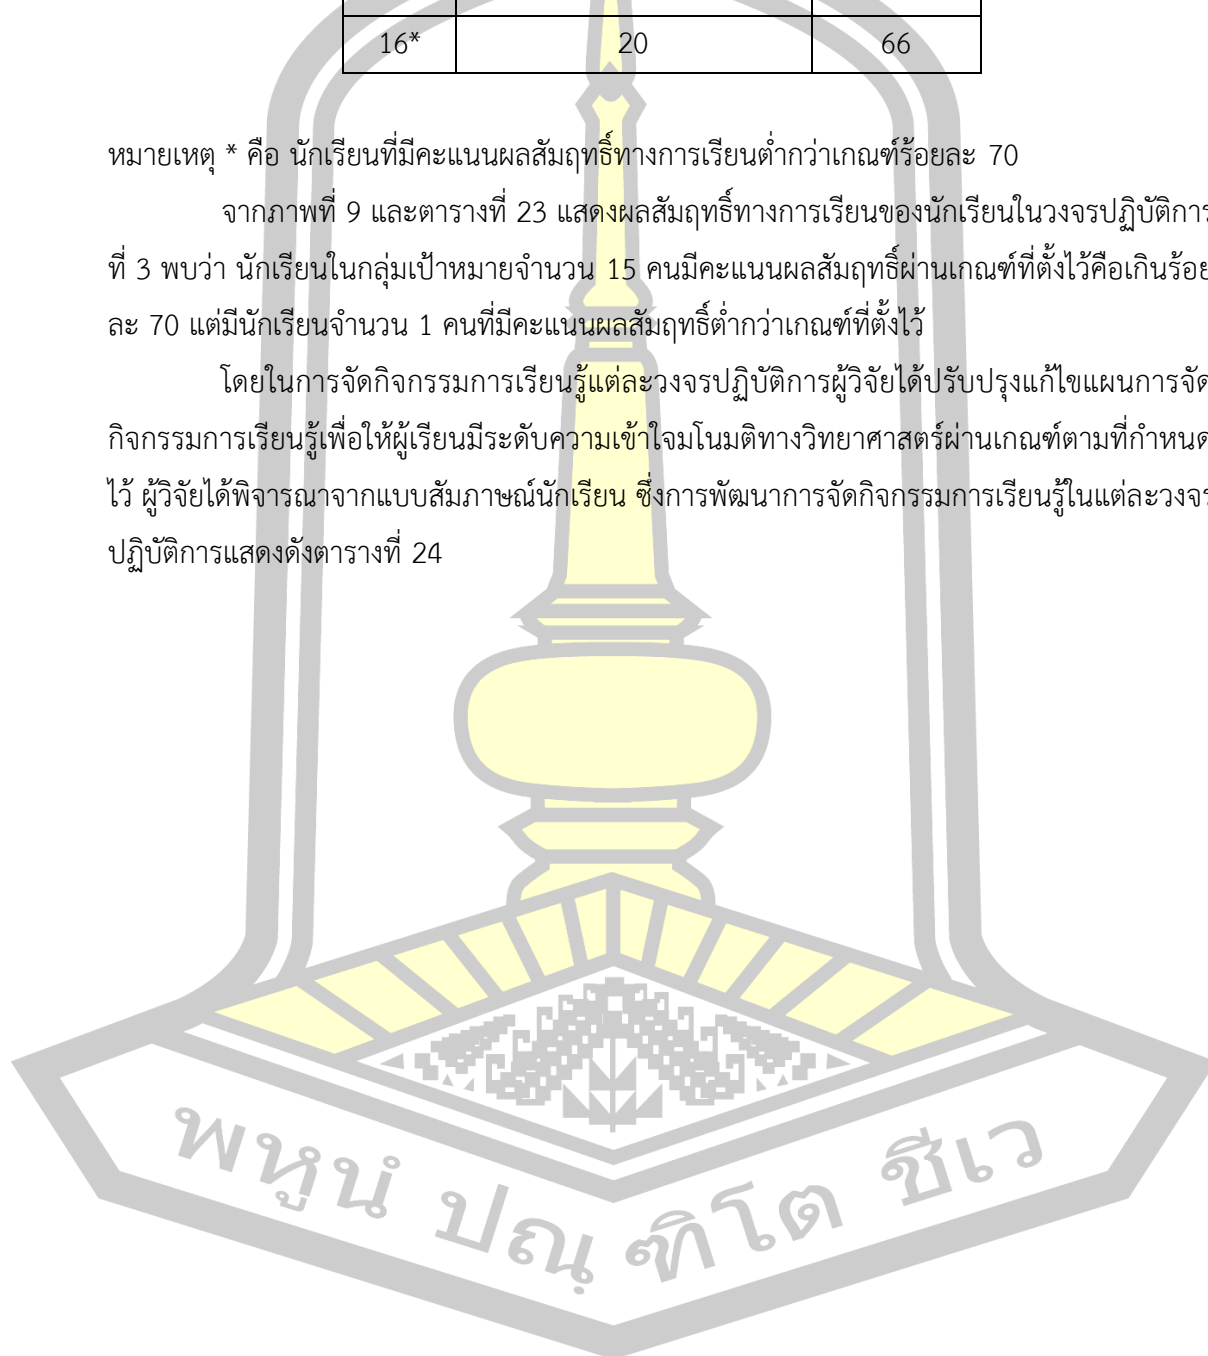 16* 20 66
หมายเหตุ * คือ นักเรียนที่มีคะแนนผลสัมฤทธิ์ทางการเรียนต่ำกว่าเกณฑ์ร้อยละ 70
จากภาพที่ 9 และตารางที่ 23 แสดงผลสัมฤทธิ์ทางการเรียนของนักเรียนในวงจรปฏิบัติการ
ที่ 3 พบว่า นักเรียนในกลุ่มเป้าหมายจำนวน 15 คนมีคะแนนผลสัมฤทธิ์ผ่านเกณฑ์ที่ตั้งไว้คือเกินร้อย
ละ 70 แต่มีนักเรียนจำนวน 1 คนที่มีคะแนนผลสัมฤทธิ์ต่ำกว่าเกณฑ์ที่ตั้งไว้
โดยในการจัดกิจกรรมการเรียนรู้แต่ละวงจรปฏิบัติการผู้วิจัยได้ปรับปรุงแก้ไขแผนการจัด
กิจกรรมการเรียนรู้เพื่อให้ผู้เรียนมีระดับความเข้าใจมโนมติทางวิทยาศาสตร์ผ่านเกณฑ์ตามที่กำหนด
ไว้ ผู้วิจัยได้พิจารณาจากแบบสัมภาษณ์นักเรียน ซึ่งการพัฒนาการจัดกิจกรรมการเรียนรู้ในแต่ละวงจร
ปฏิบัติการแสดงดังตารางที่ 24
พหูนํ ปณฺฑิโต ชีเว